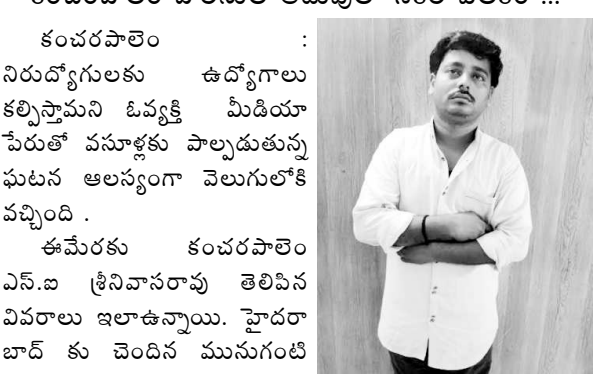 కంచరపాలెం :
నిరుద్యోగులకు ఉద్యోగాలు
కల్పిస్తామని ఓవ్యక్తి మీడియా
పేరుతో వసూళ్లకు పాల్పడుతున్న
ఘటన ఆలస్యంగా వెలుగులోకి
వచ్చింది .
ఈమేరకు కంచరపాలెం
ఎస్.ఐ శ్రీనివాసరావు తెలిపిన
వివరాలు ఇలాఉన్నాయి. హైదరా
బాద్ కు చెందిన మునుగంటి